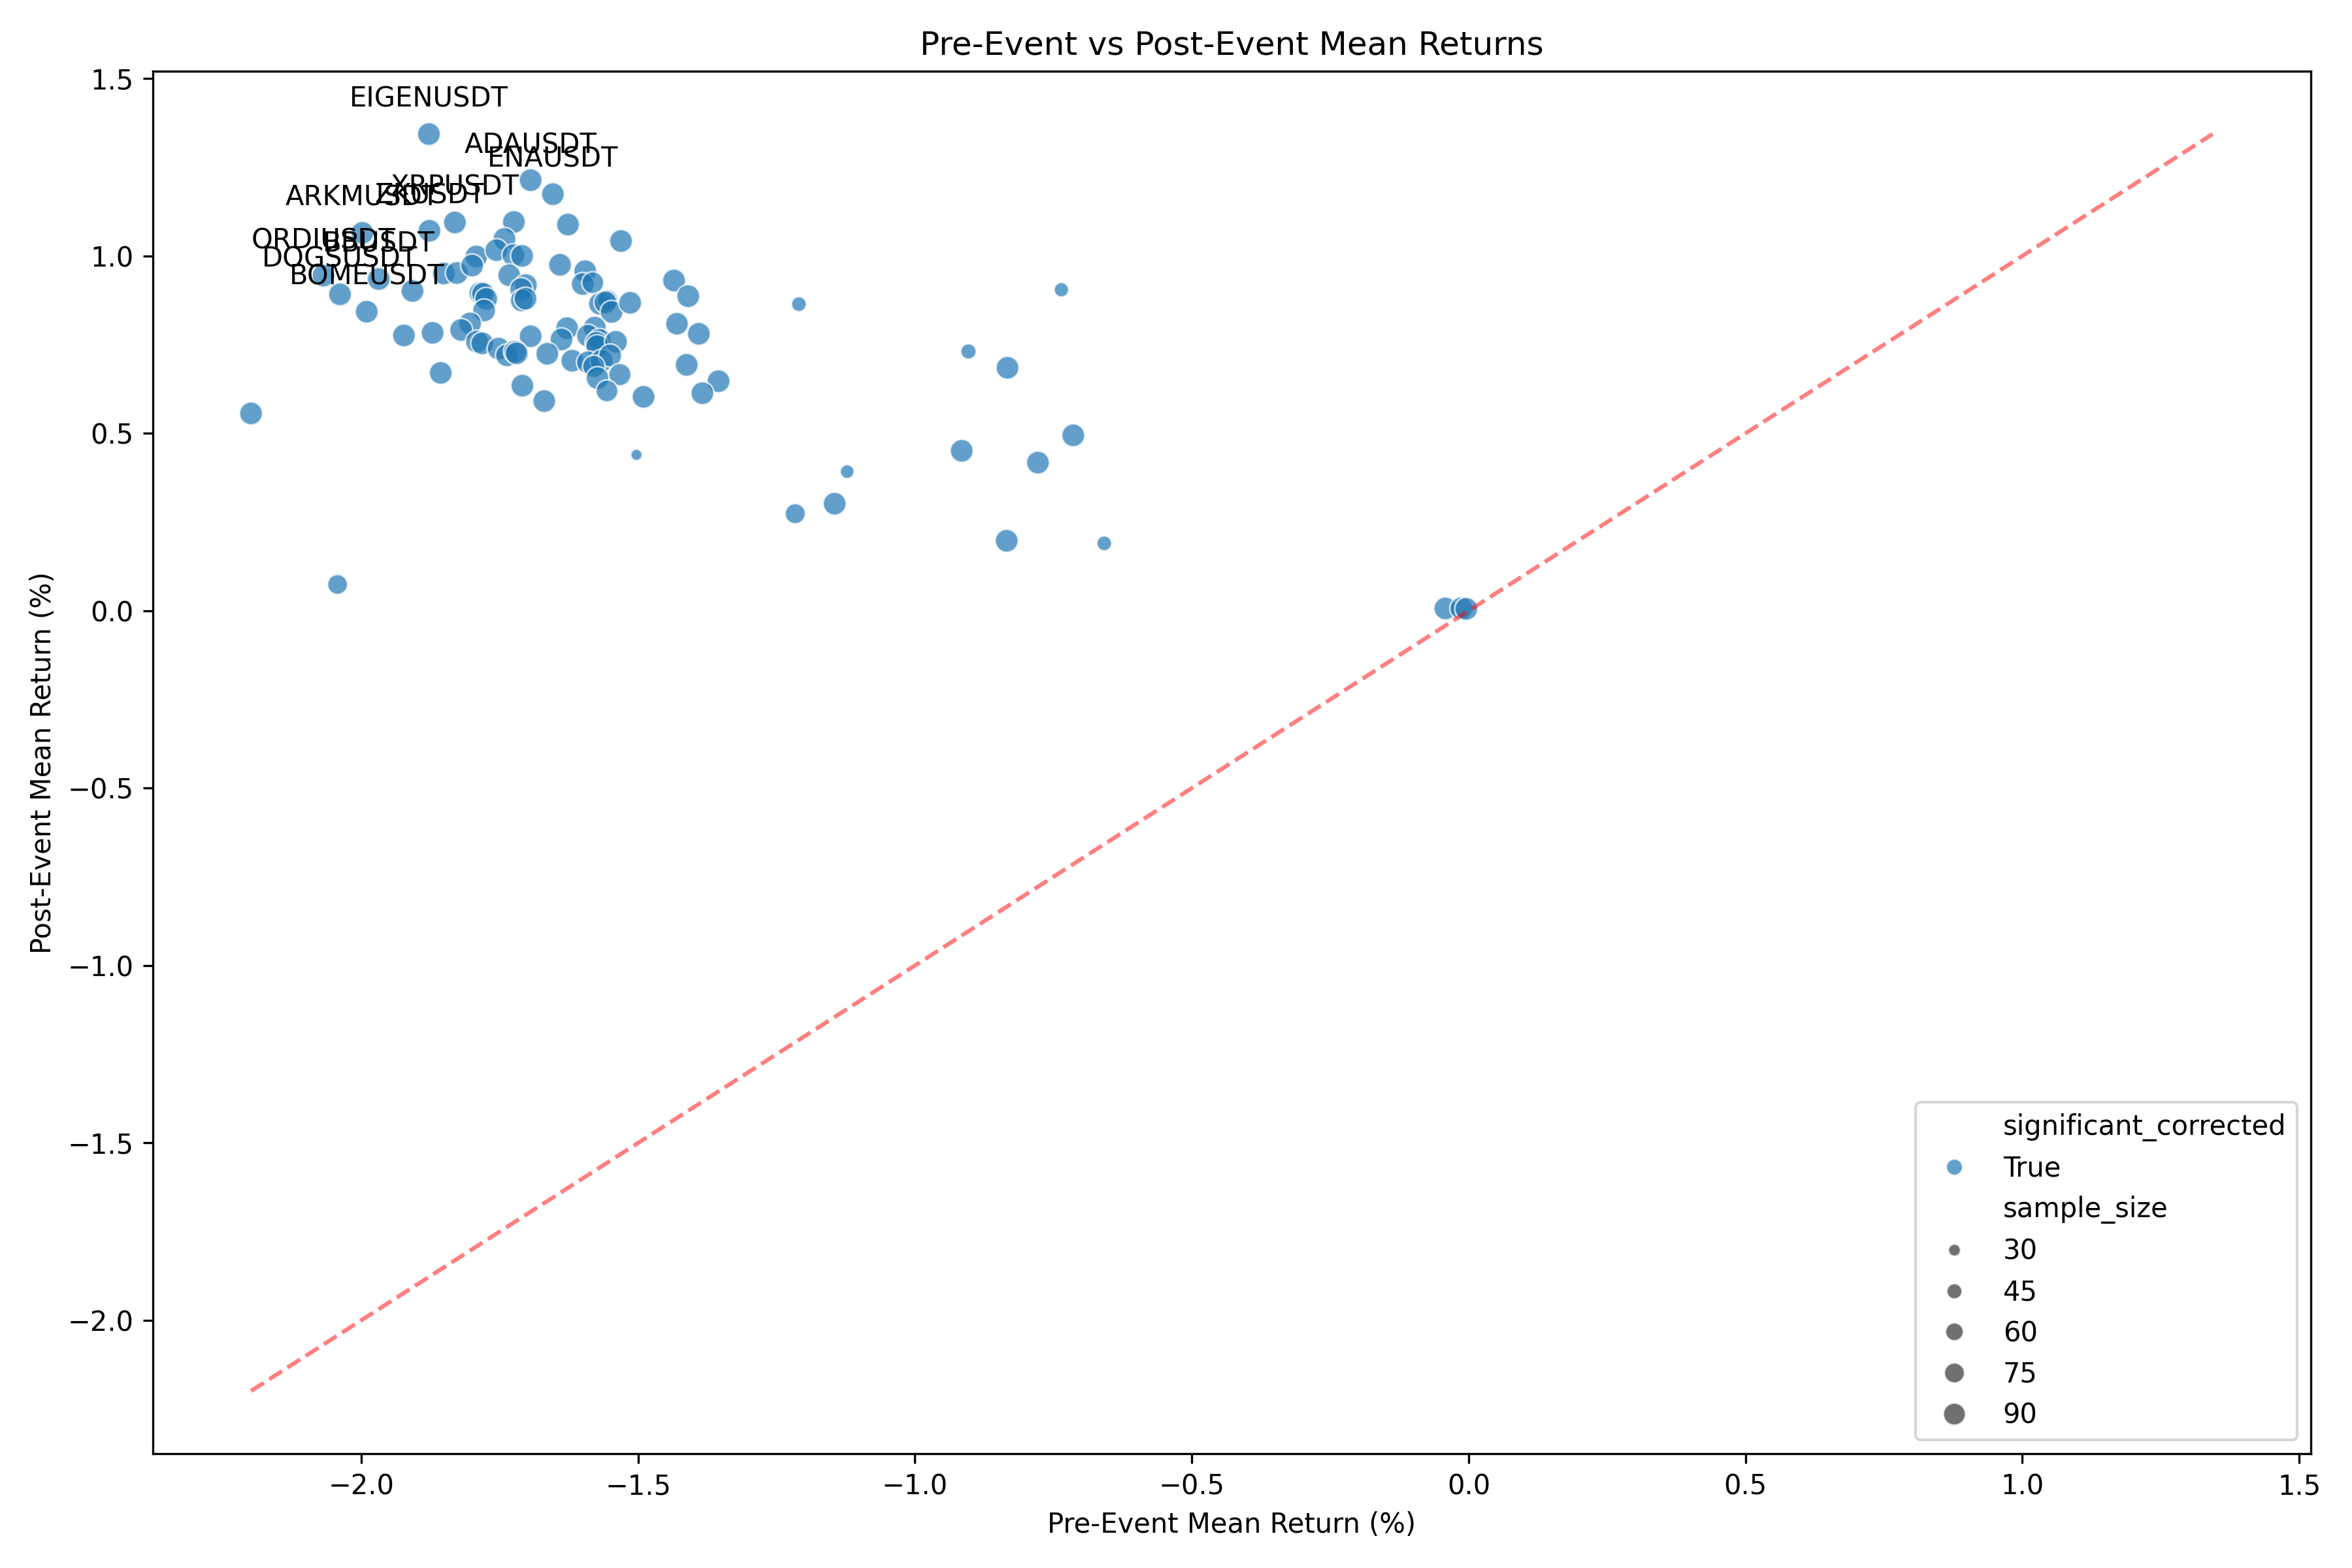 Pre-Event vs Post-Event Mean Returns
1.5
1.0
0.5
0.0
−0.5
−1.0
−1.5
−2.0
Post-Event Mean Return (%)
EIGENUSDT
ADAUSDT
ENAUSDT
XRPUSDT
ARKMUSDT
ORDIUSDT
DOGSUSDT
BOMEUSDT
significant_corrected
True
sample_size
30
45
60
75
90
−2.0
−1.5
−1.0
−0.5
0.0
0.5
1.0
1.5
Pre-Event Mean Return (%)